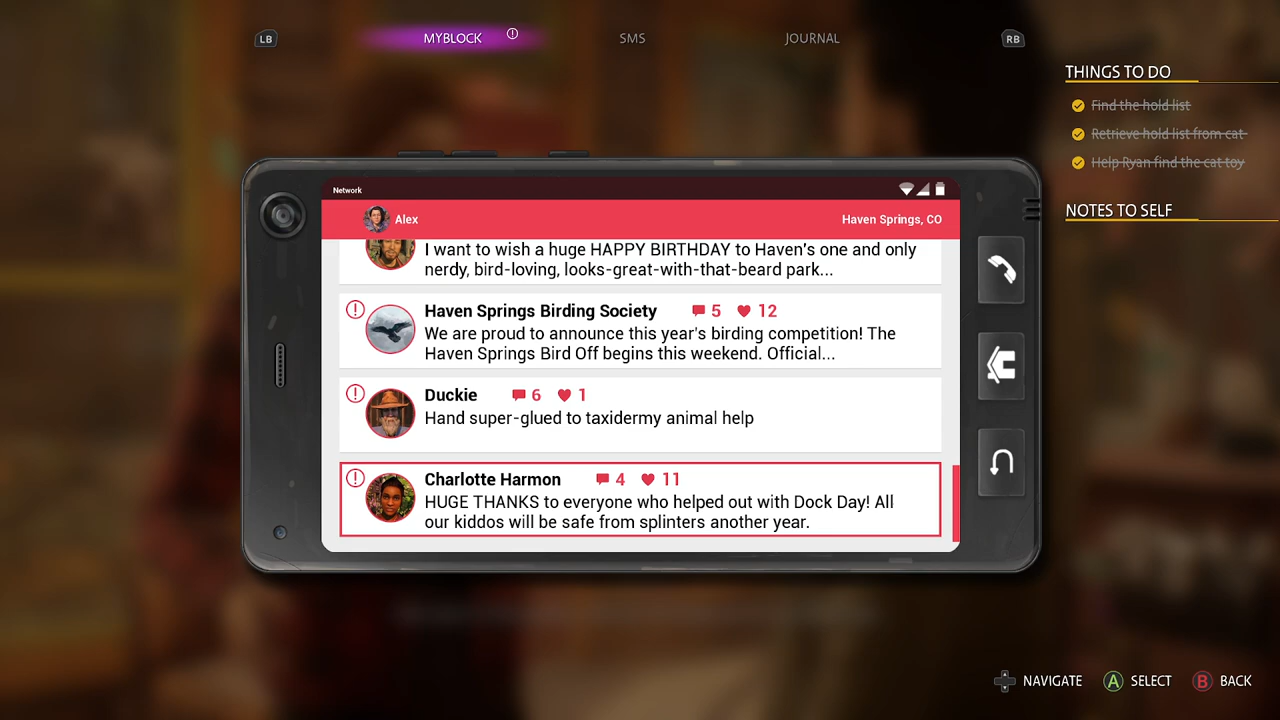 LB
MYBLOCK
SMS
JOURNAL
RB
THINGS TO DO
Find the hold list
Retrieve hold list from cat
Help Ryan find the cat toy
NOTES TO SELF
Network
Alex
Haven Springs, CO
I want to wish a huge HAPPY BIRTHDAY to Haven's one and only
nerdy, bird-loving, looks-great-with-that-beard park...
Haven Springs Birding Society 5 12
We are proud to announce this year's birding competition! The
Haven Springs Bird Off begins this weekend. Official...
Duckie 6 1
Hand super-glued to taxidermy animal help
Charlotte Harmon 4 11
HUGE THANKS to everyone who helped out with Dock Day! All
our kiddos will be safe from splinters another year.
NAVIGATE A SELECT B BACK